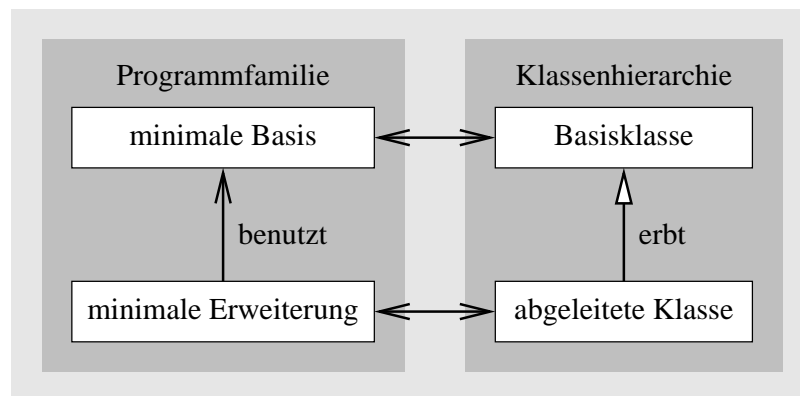 Programmfamilie
minimale Basis
benutzt
minimale Erweiterung
Klassenhierarchie
Basisklasse
erbt
abgeleitete Klasse